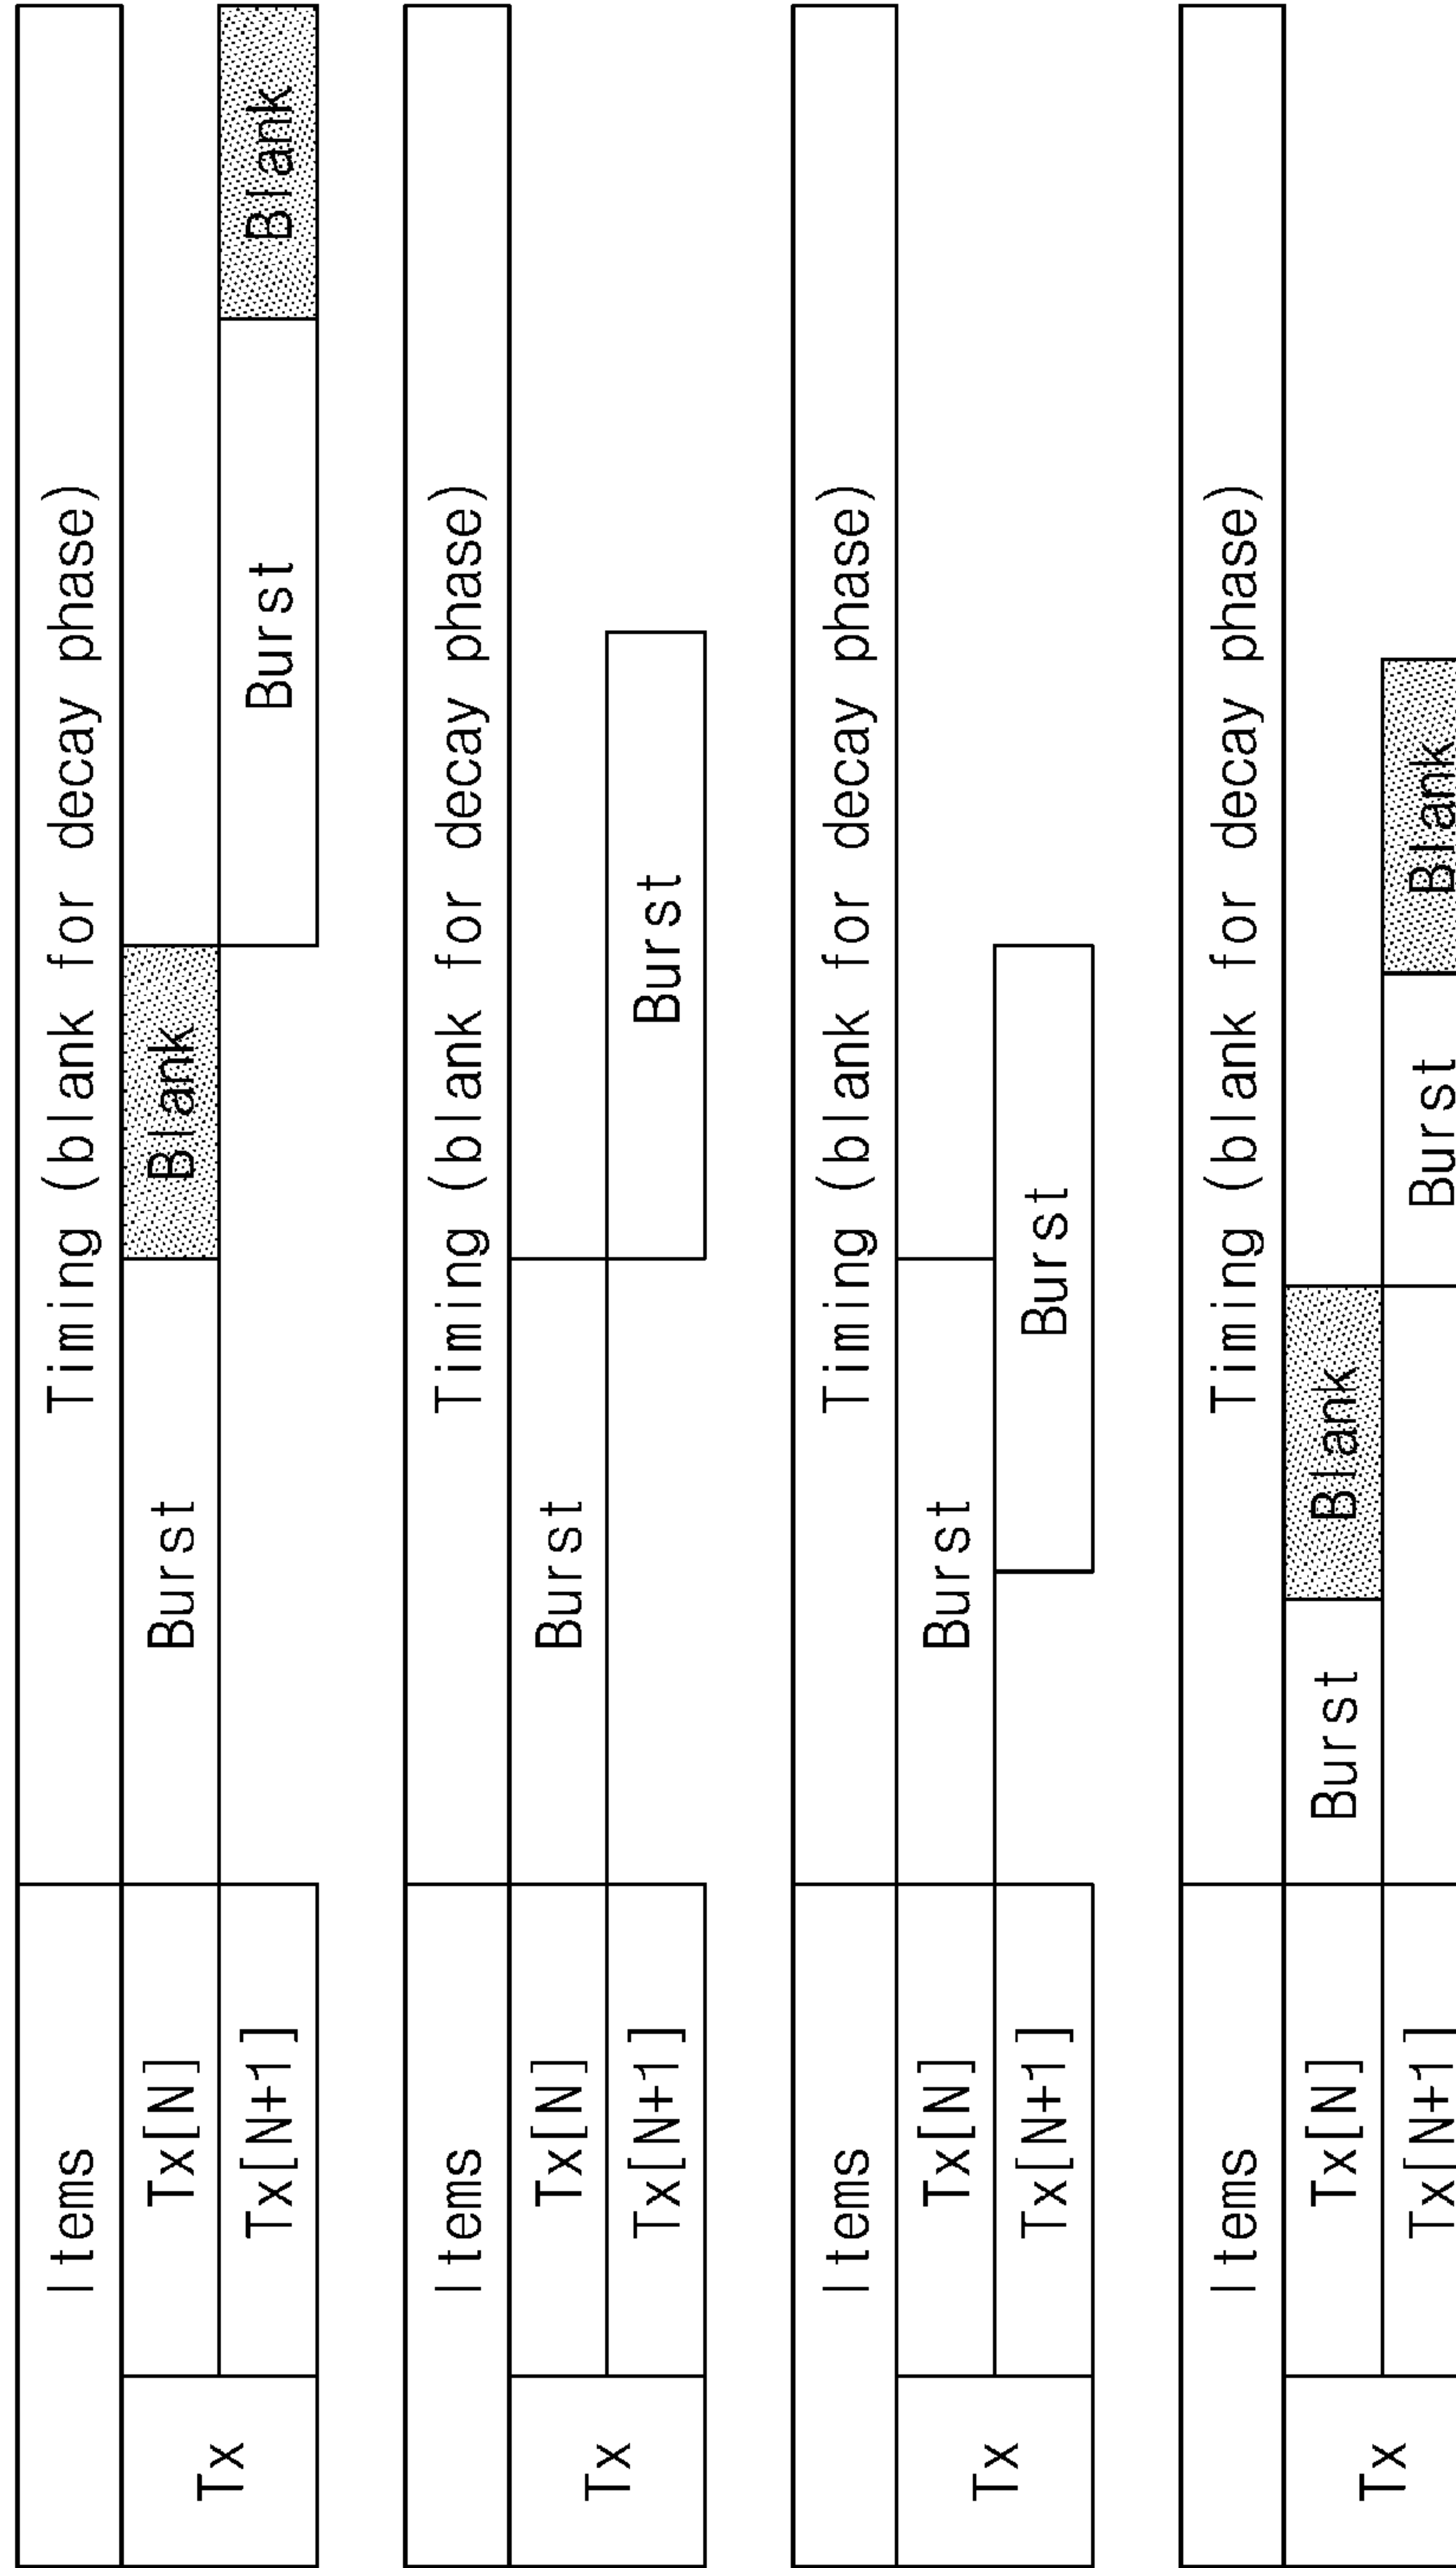 Items Timing (blank for decay phase)
Tx Tx[N] Burst Blank
Tx[N+1] Burst Blank
Items Timing (blank for decay phase)
Tx Tx[N] Burst
Tx[N+1] Burst
Items Timing (blank for decay phase)
Tx Tx[N] Burst
Tx[N+1] Burst
Items Timing (blank for decay phase)
Tx Tx[N] Burst Blank
Tx[N+1] Burst Blank